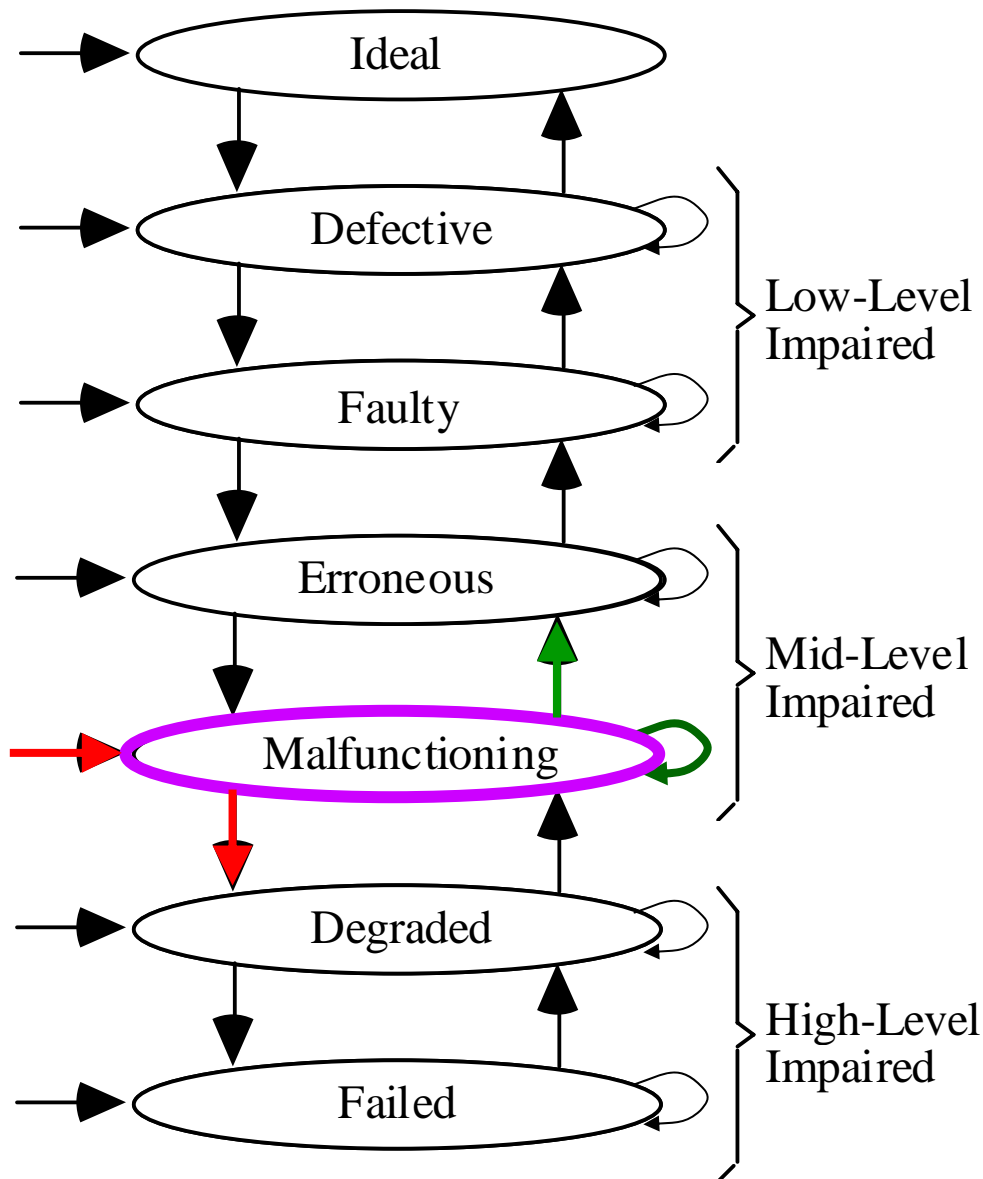 Ideal
Defective
Low-Level
Impaired
Faulty
Erroneous
Mid-Level
Impaired
Malfunctioning
Degraded
High-Level
Impaired
Failed